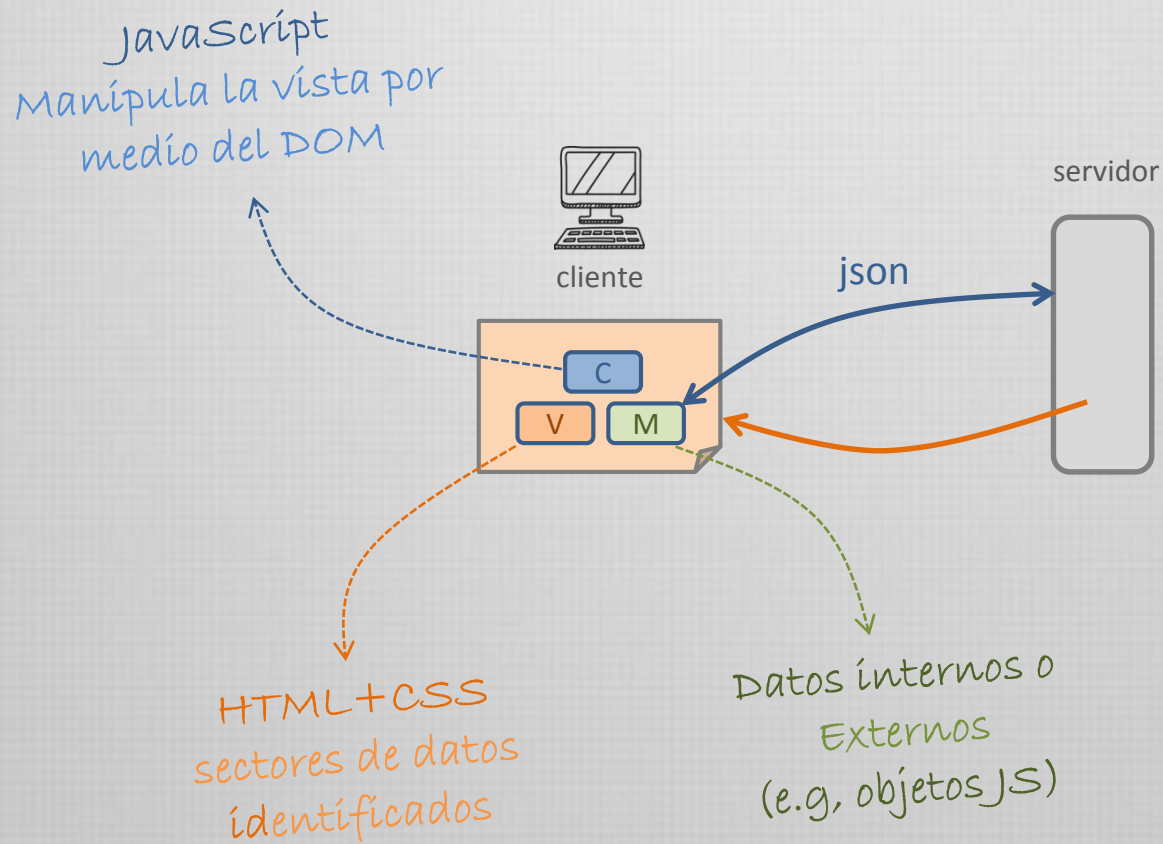 JavaScript
Manipula la vista por
medio del DOM
servidor
cliente
json
C
V
M
HTML+CSS
sectores de datos
identificados
Datos internos o
Externos
(e.g, objetos JS)